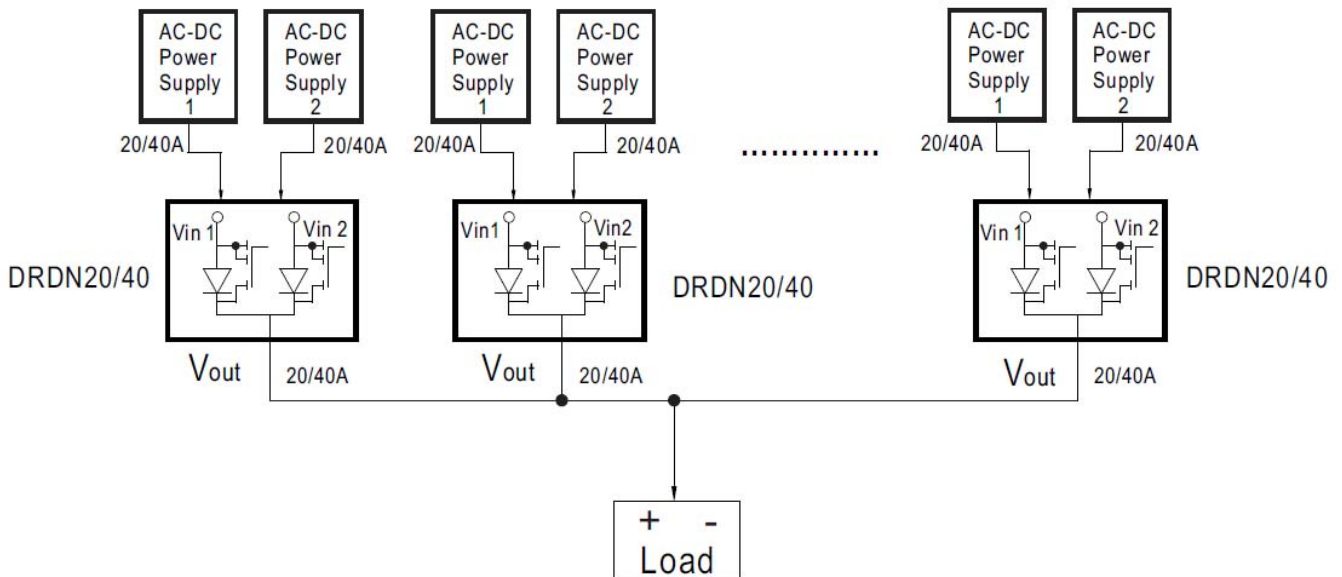 AC-DC
Power
Supply
1
AC-DC
Power
Supply
2
AC-DC
Power
Supply
1
AC-DC
Power
Supply
2
AC-DC
Power
Supply
1
AC-DC
Power
Supply
2
20/40A
20/40A
20/40A
20/40A
..............
20/40A
20/40A
Vin 1
Vin 2
Vin1
Vin2
Vin 1
Vin 2
DRDN20/40
DRDN20/40
DRDN20/40
Vout
20/40A
Vout
20/40A
Vout
20/40A
+ -
Load